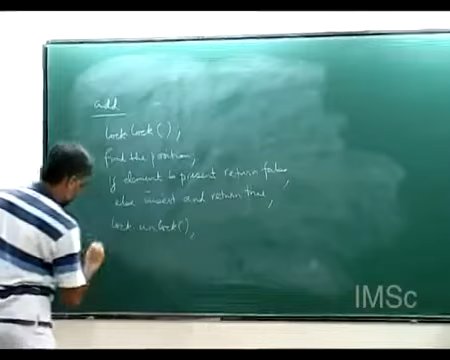 add
lock.lock();
find the position;
if element is present return false;
else insert and return true;
lock.unlock();
IMSc